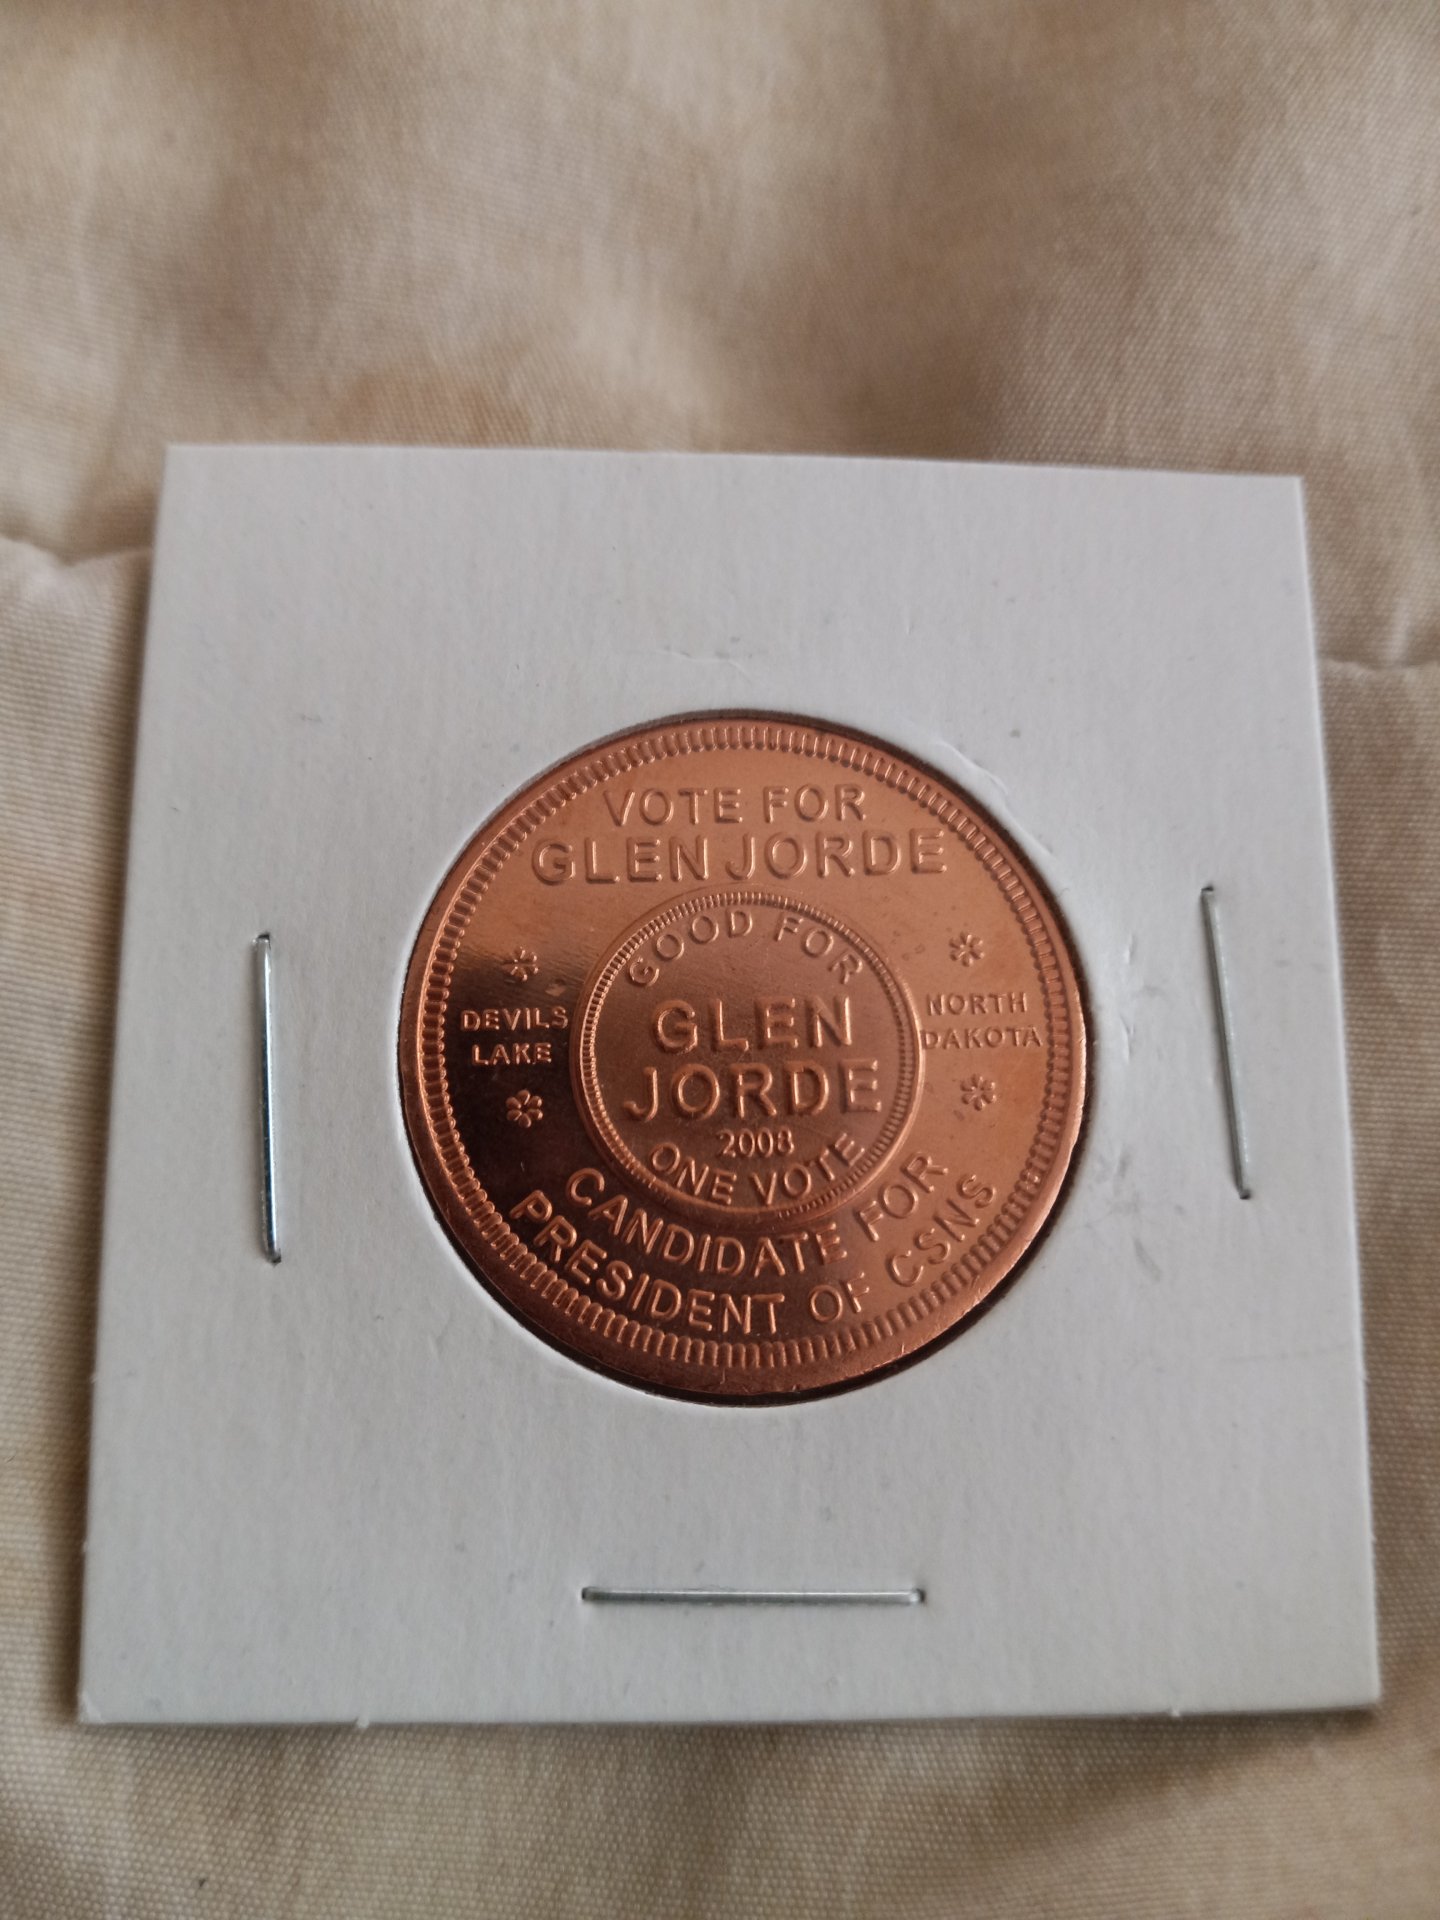 VOTE FOR
GLEN JORDE
DEVILS
LAKE
GOOD FOR
GLEN
JORDE
2008
ONE VOTE
NORTH
DAKOTA
CANDIDATE FOR
PRESIDENT OF CSNS